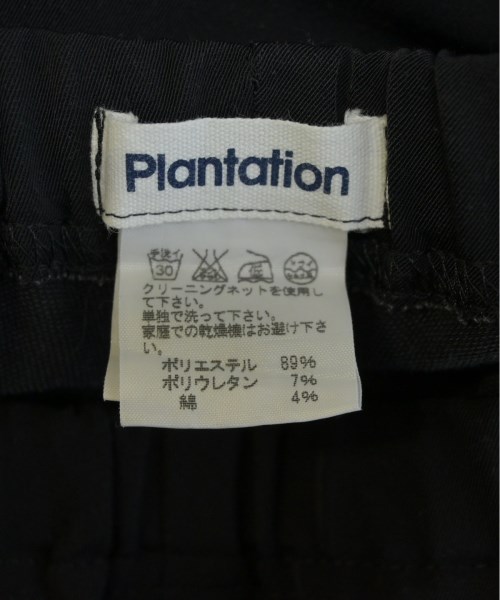 Plantation
手洗イ
30
クリーニングネットを使用し
て下さい。
単独で洗って下さい。
家庭での乾燥機はお避け下さ
い。
ポリエステル 89%
ポリウレタン 7%
綿 4%